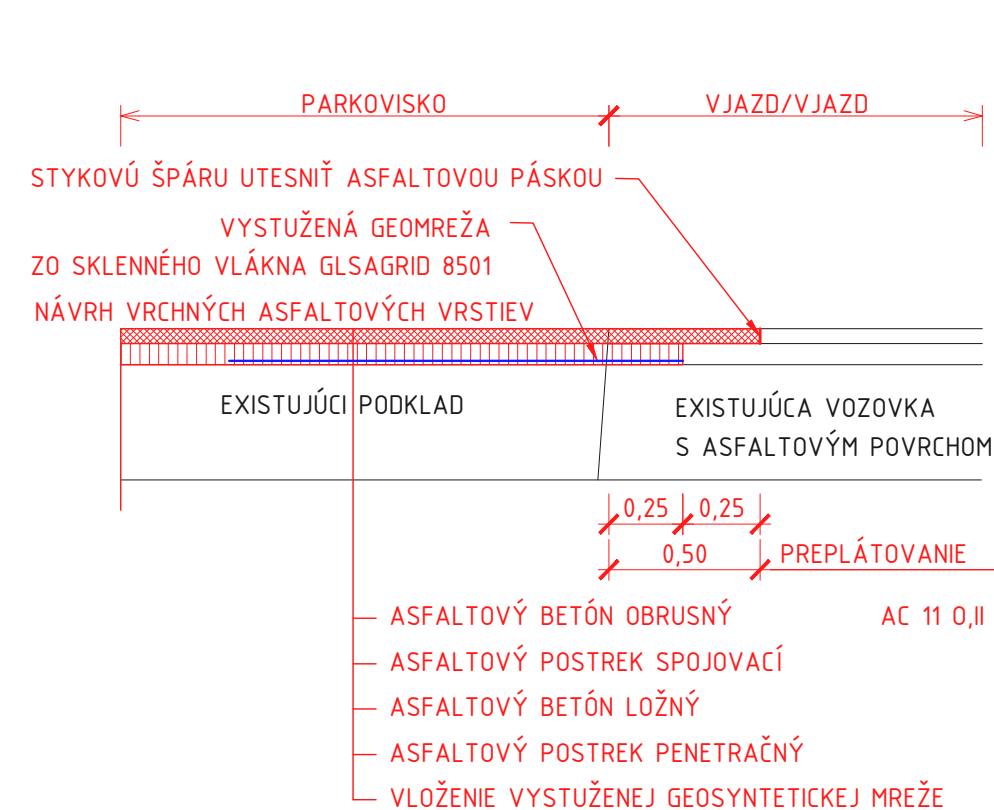 PARKOVISKO
VJAZD/VJAZD
STYKOVÚ ŠPÁRU UTESNIŤ ASFALTOVOU PÁSKOU
VYSTUŽENÁ GEOMREŽA
ZO SKLENNÉHO VLÁKNA GLSAGRID 8501
NÁVRH VRCHNÝCH ASFALTOVÝCH VRSTIEV
EXISTUJÚCI PODKLAD
EXISTUJÚCA VOZOVKA
S ASFALTOVÝM POVRCHOM
0,25 0,25
0,50 PREPLÁTOVANIE
ASFALTOVÝ BETÓN OBRUSNÝ AC 11 O,II
ASFALTOVÝ POSTREK SPOJOVACÍ
ASFALTOVÝ BETÓN LOŽNÝ
ASFALTOVÝ POSTREK PENETRAČNÝ
VLOŽENIE VYSTUŽENEJ GEOSYNTETICKEJ MREŽE